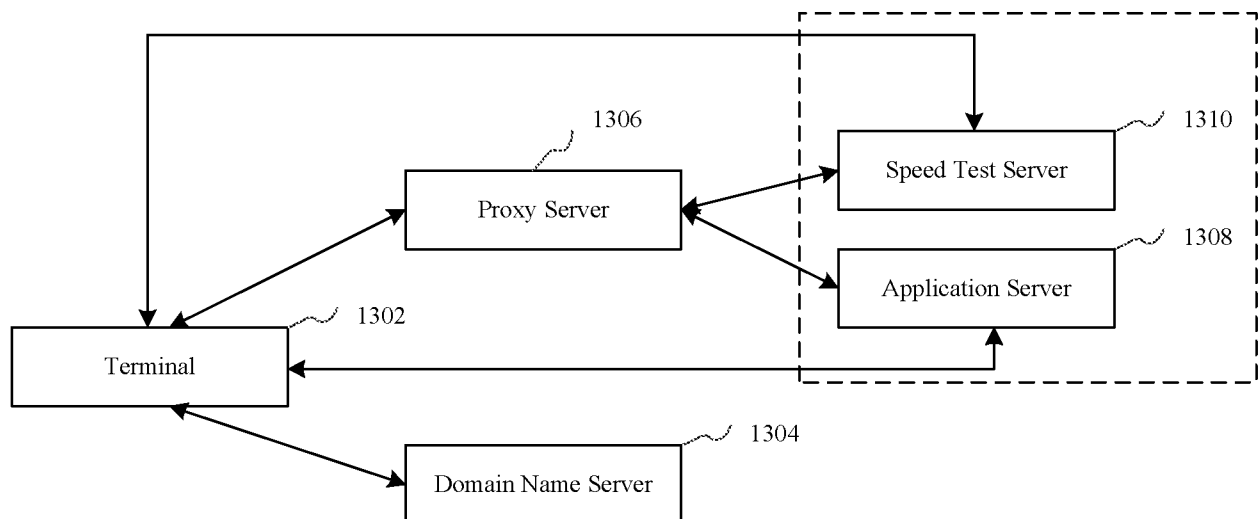 1306
1310
Speed Test Server
Proxy Server
1308
Application Server
1302
Terminal
1304
Domain Name Server